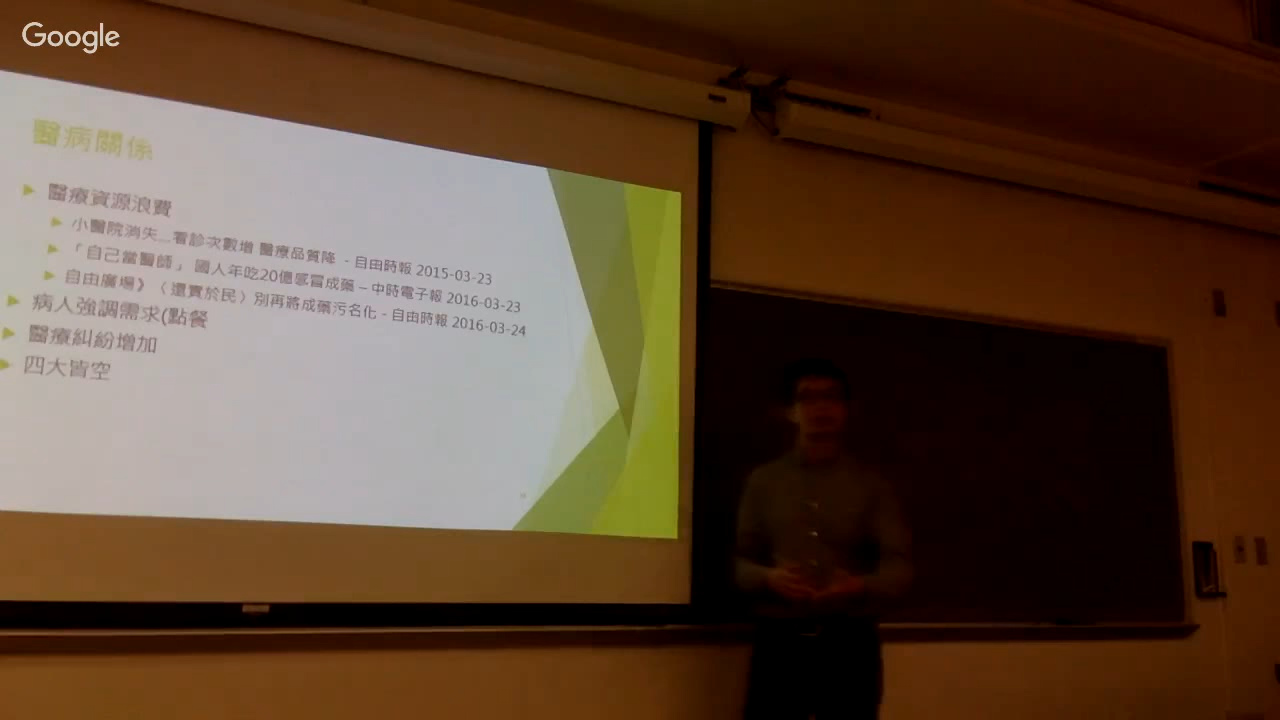 Google
醫病關係
醫療資源浪費
小醫院消失...看診次數增 醫療品質降 - 自由時報 2015-03-23
「自己當醫師」 國人年吃20億感冒成藥 – 中時電子報 2016-03-23
自由廣場》〈還實於民〉別再將成藥污名化 - 自由時報 2016-03-24
病人強調需求(點餐
醫療糾紛增加
四大皆空